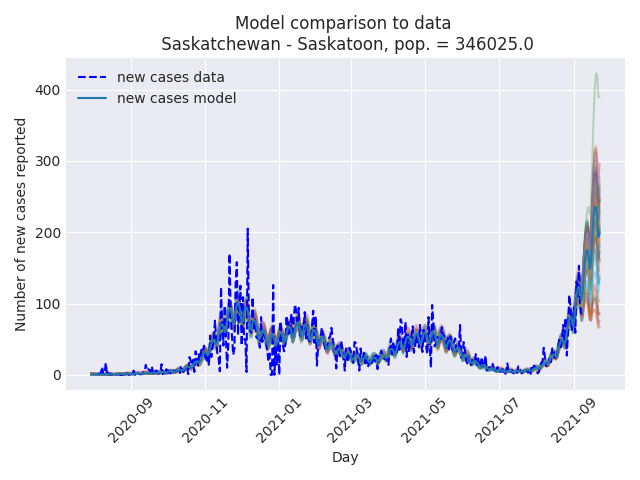 Model comparison to data
Saskatchewan - Saskatoon, pop. = 346025.0
new cases data
new cases model
Number of new cases reported
400
300
200
100
0
2020-09
2020-11
2021-01
2021-03
2021-05
2021-07
2021-09
Day